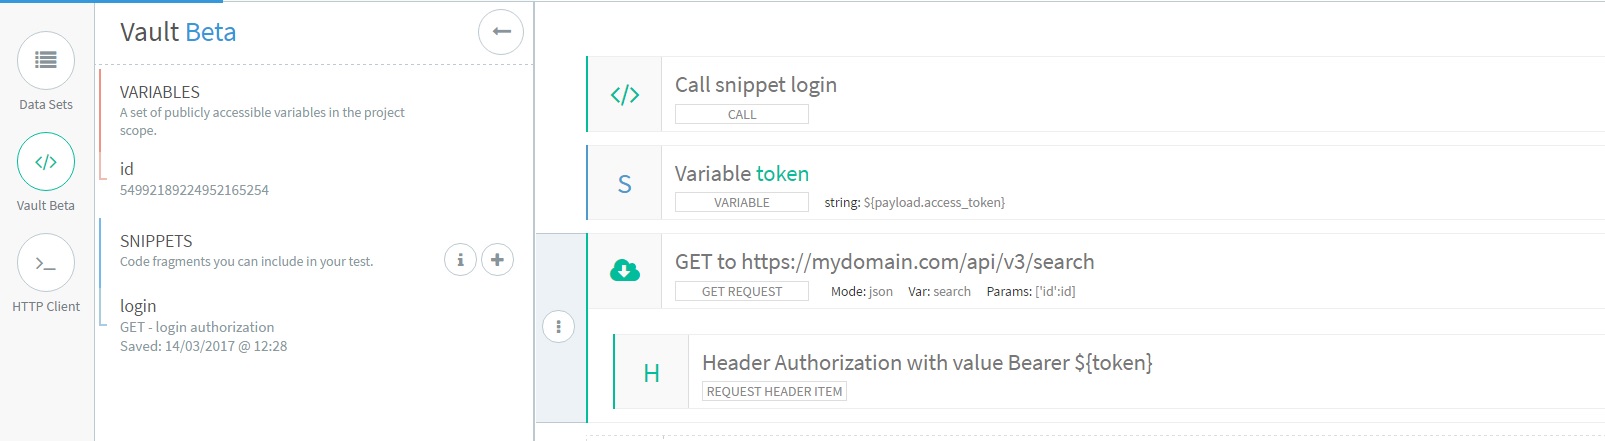 Data Sets
Vault Beta
HTTP Client
Vault Beta
VARIABLES
A set of publicly accessible variables in the project
scope.
id
54992189224952165254
SNIPPETS
Code fragments you can include in your test.
login
GET - login authorization
Saved: 14/03/2017 @ 12:28
Call snippet login
CALL
S
Variable token
VARIABLE string: ${payload.access_token}
GET to https://mydomain.com/api/v3/search
GET REQUEST Mode: json Var: search Params: ['id':id]
H
Header Authorization with value Bearer ${token}
REQUEST HEADER ITEM